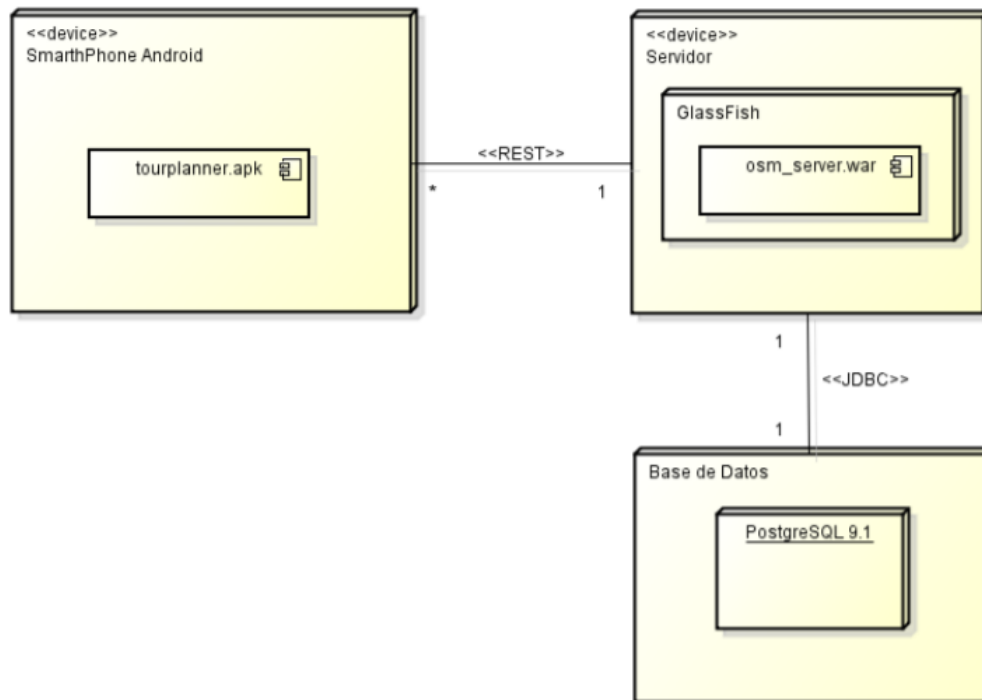 <<device>>
SmarthPhone Android
tourplanner.apk
<<REST>>
*
1
<<device>>
Servidor
GlassFish
osm_server.war
1
<<JDBC>>
1
Base de Datos
PostgreSQL 9.1